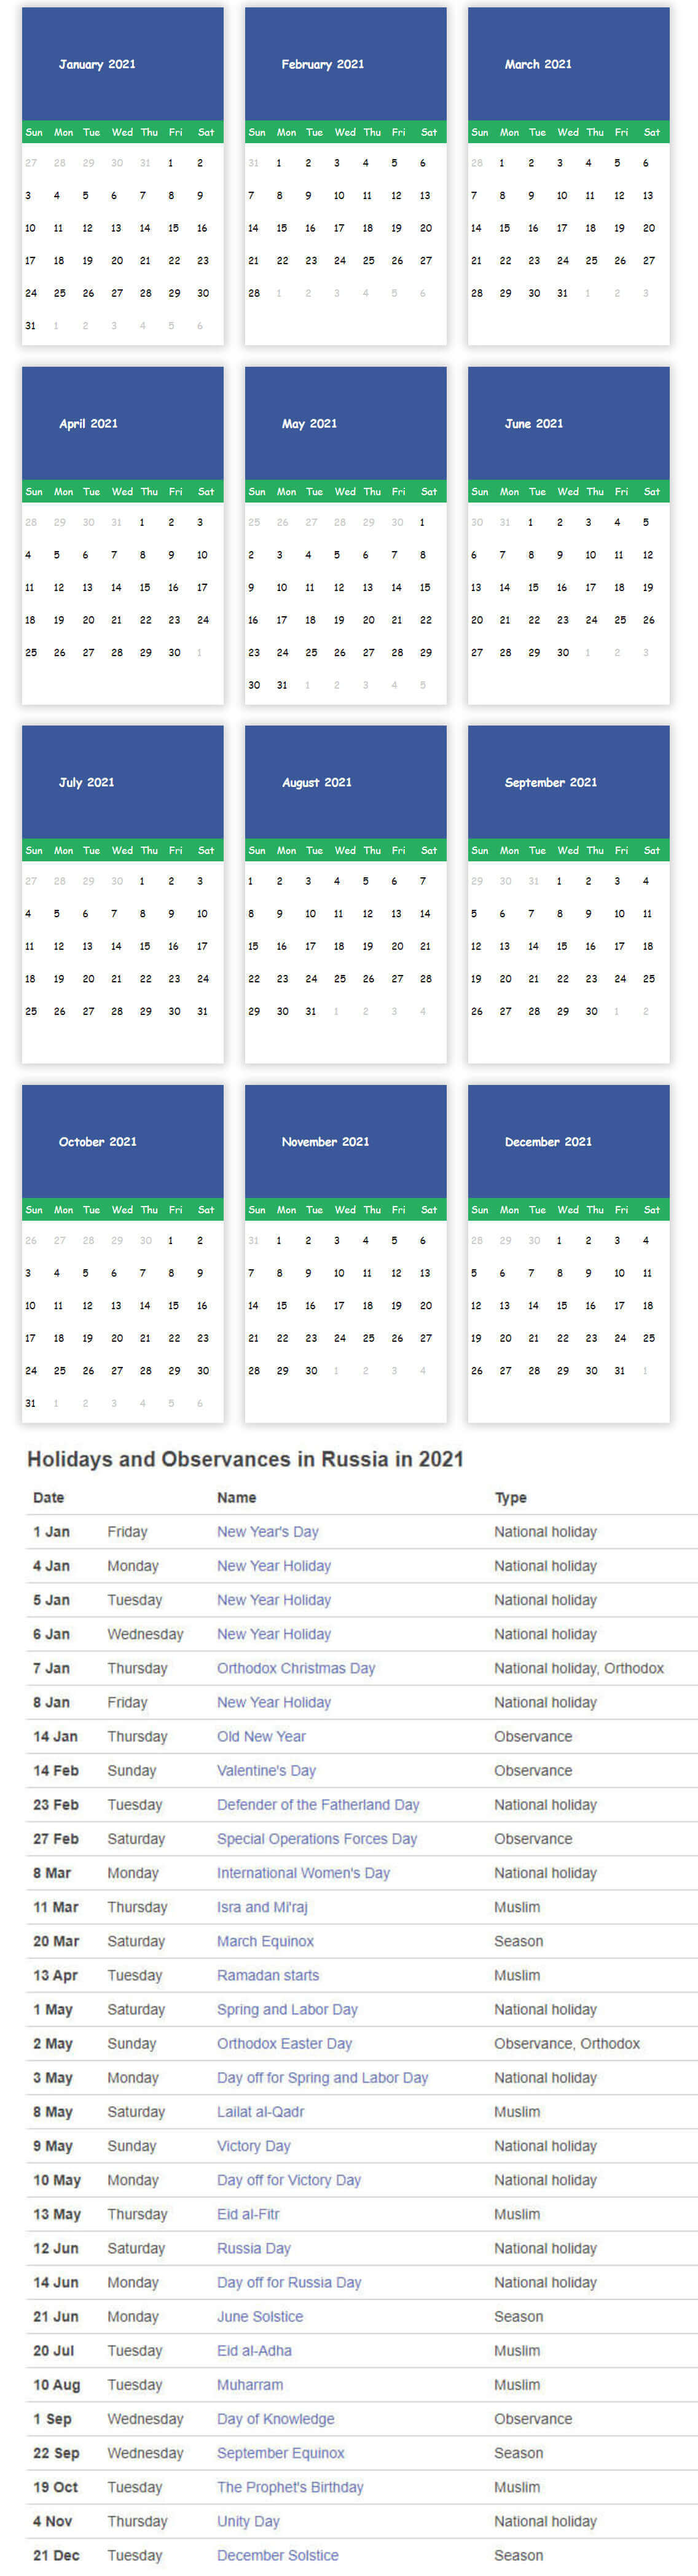 January 2021 February 2021 March 2021
Sun Mon Tue Wed Thu Fri Sat Sun Mon Tue Wed Thu Fri Sat Sun Mon Tue Wed Thu Fri Sat
27 28 29 30 31 1 2 31 1 2 3 4 5 6 28 1 2 3 4 5 6
3 4 5 6 7 8 9 7 8 9 10 11 12 13 7 8 9 10 11 12 13
10 11 12 13 14 15 16 14 15 16 17 18 19 20 14 15 16 17 18 19 20
17 18 19 20 21 22 23 21 22 23 24 25 26 27 21 22 23 24 25 26 27
24 25 26 27 28 29 30 28 1 2 3 4 5 6 28 29 30 31 1 2 3
31 1 2 3 4 5 6
April 2021 May 2021 June 2021
Sun Mon Tue Wed Thu Fri Sat Sun Mon Tue Wed Thu Fri Sat Sun Mon Tue Wed Thu Fri Sat
28 29 30 31 1 2 3 25 26 27 28 29 30 1 30 31 1 2 3 4 5
4 5 6 7 8 9 10 2 3 4 5 6 7 8 6 7 8 9 10 11 12
11 12 13 14 15 16 17 9 10 11 12 13 14 15 13 14 15 16 17 18 19
18 19 20 21 22 23 24 16 17 18 19 20 21 22 20 21 22 23 24 25 26
25 26 27 28 29 30 1 23 24 25 26 27 28 29 27 28 29 30 1 2 3
30 31 1 2 3 4 5
July 2021 August 2021 September 2021
Sun Mon Tue Wed Thu Fri Sat Sun Mon Tue Wed Thu Fri Sat Sun Mon Tue Wed Thu Fri Sat
27 28 29 30 1 2 3 1 2 3 4 5 6 7 29 30 31 1 2 3 4
4 5 6 7 8 9 10 8 9 10 11 12 13 14 5 6 7 8 9 10 11
11 12 13 14 15 16 17 15 16 17 18 19 20 21 12 13 14 15 16 17 18
18 19 20 21 22 23 24 22 23 24 25 26 27 28 19 20 21 22 23 24 25
25 26 27 28 29 30 31 29 30 31 1 2 3 4 26 27 28 29 30 1 2
October 2021 November 2021 December 2021
Sun Mon Tue Wed Thu Fri Sat Sun Mon Tue Wed Thu Fri Sat Sun Mon Tue Wed Thu Fri Sat
26 27 28 29 30 1 2 31 1 2 3 4 5 6 28 29 30 1 2 3 4
3 4 5 6 7 8 9 7 8 9 10 11 12 13 5 6 7 8 9 10 11
10 11 12 13 14 15 16 14 15 16 17 18 19 20 12 13 14 15 16 17 18
17 18 19 20 21 22 23 21 22 23 24 25 26 27 19 20 21 22 23 24 25
24 25 26 27 28 29 30 28 29 30 1 2 3 4 26 27 28 29 30 31 1
31 1 2 3 4 5 6
Holidays and Observances in Russia in 2021
Date Name Type
1 Jan Friday New Year's Day National holiday
4 Jan Monday New Year Holiday National holiday
5 Jan Tuesday New Year Holiday National holiday
6 Jan Wednesday New Year Holiday National holiday
7 Jan Thursday Orthodox Christmas Day National holiday, Orthodox
8 Jan Friday New Year Holiday National holiday
14 Jan Thursday Old New Year Observance
14 Feb Sunday Valentine's Day Observance
23 Feb Tuesday Defender of the Fatherland Day National holiday
27 Feb Saturday Special Operations Forces Day Observance
8 Mar Monday International Women's Day National holiday
11 Mar Thursday Isra and Mi'raj Muslim
20 Mar Saturday March Equinox Season
13 Apr Tuesday Ramadan starts Muslim
1 May Saturday Spring and Labor Day National holiday
2 May Sunday Orthodox Easter Day Observance, Orthodox
3 May Monday Day off for Spring and Labor Day National holiday
8 May Saturday Lailat al-Qadr Muslim
9 May Sunday Victory Day National holiday
10 May Monday Day off for Victory Day National holiday
13 May Thursday Eid al-Fitr Muslim
12 Jun Saturday Russia Day National holiday
14 Jun Monday Day off for Russia Day National holiday
21 Jun Monday June Solstice Season
20 Jul Tuesday Eid al-Adha Muslim
10 Aug Tuesday Muharram Muslim
1 Sep Wednesday Day of Knowledge Observance
22 Sep Wednesday September Equinox Season
19 Oct Tuesday The Prophet's Birthday Muslim
4 Nov Thursday Unity Day National holiday
21 Dec Tuesday December Solstice Season